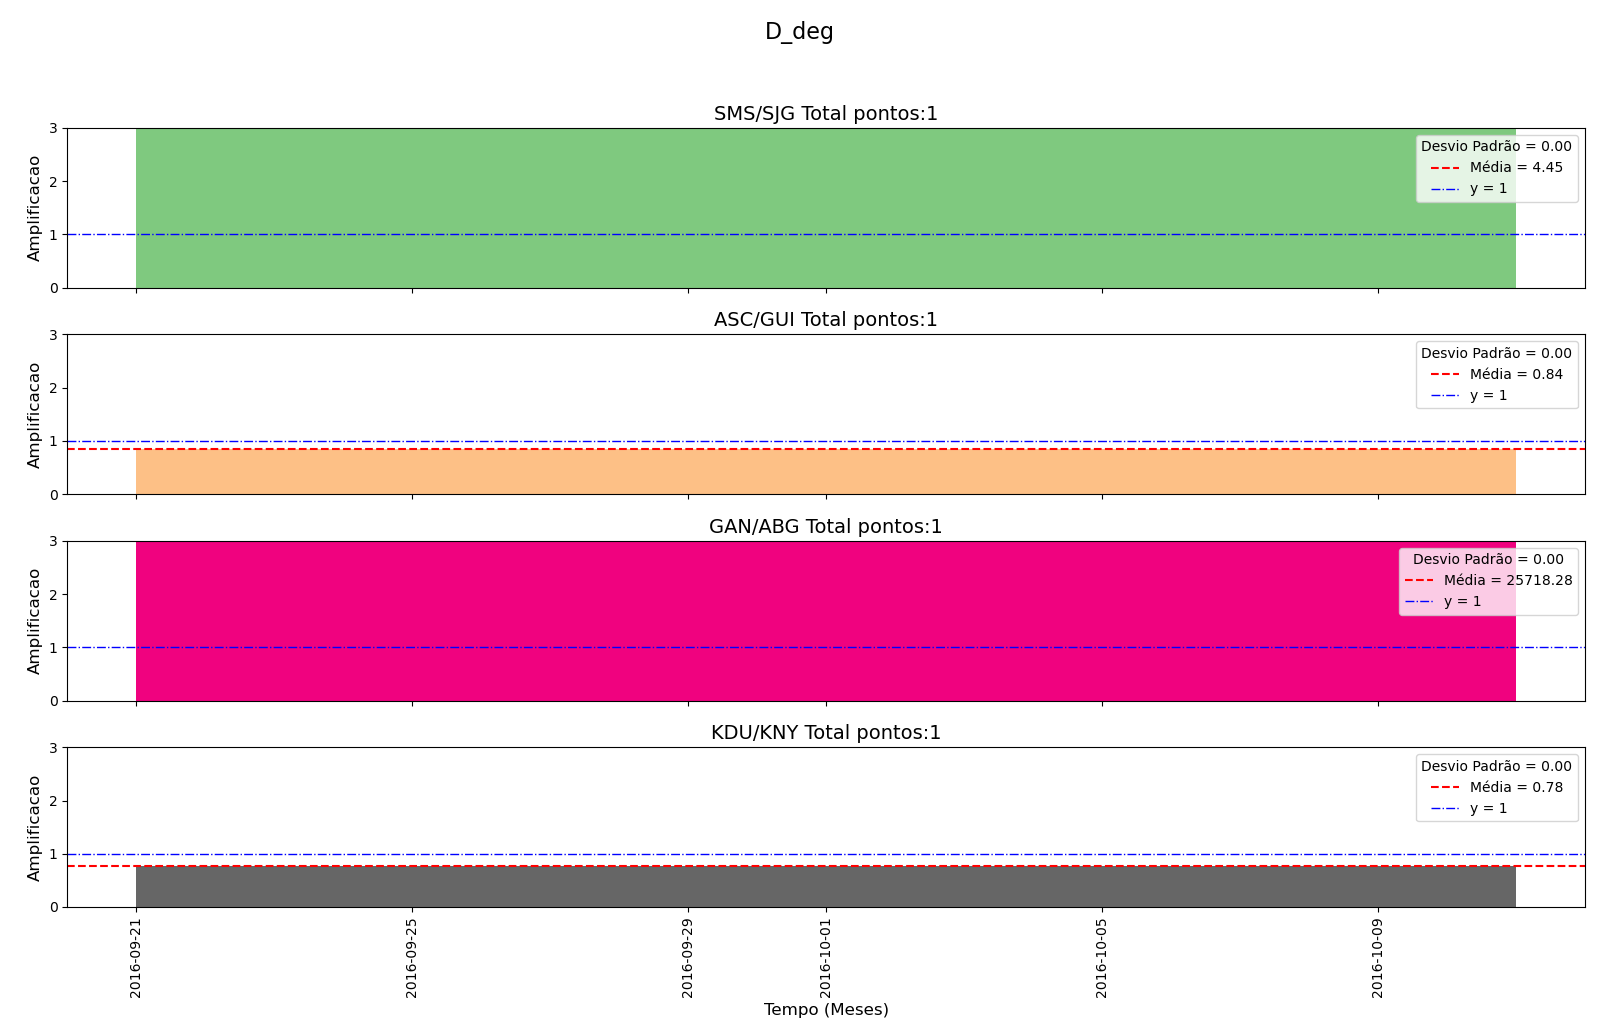 D_deg
SMS/SJG Total pontos:1
Amplificacao
3
2
1
0
Desvio Padrão = 0.00
Média = 4.45
y = 1
ASC/GUI Total pontos:1
Amplificacao
3
2
1
0
Desvio Padrão = 0.00
Média = 0.84
y = 1
GAN/ABG Total pontos:1
Amplificacao
3
2
1
0
Desvio Padrão = 0.00
Média = 25718.28
y = 1
KDU/KNY Total pontos:1
Amplificacao
3
2
1
0
Desvio Padrão = 0.00
Média = 0.78
y = 1
2016-09-21
2016-09-25
2016-09-29
2016-10-01
2016-10-05
2016-10-09
Tempo (Meses)